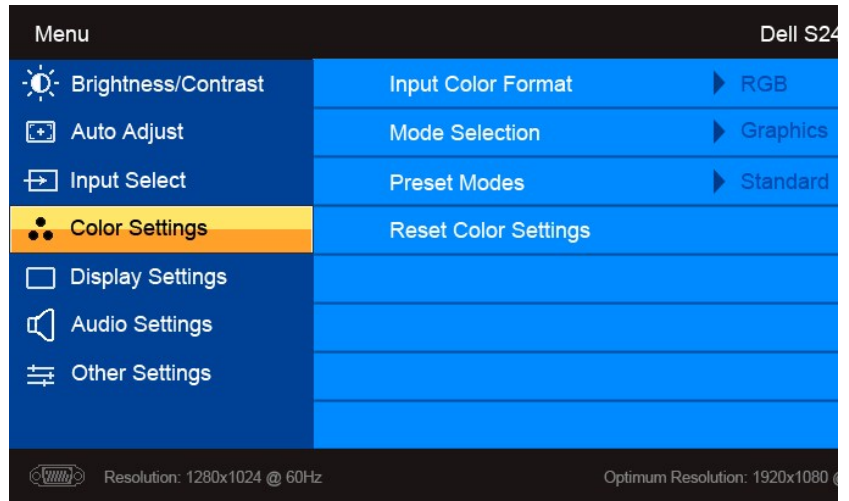 Menu
Dell S24
Brightness/Contrast
Auto Adjust
Input Select
Color Settings
Display Settings
Audio Settings
Other Settings
Input Color Format RGB
Mode Selection Graphics
Preset Modes Standard
Reset Color Settings
Resolution: 1280x1024 @ 60Hz
Optimum Resolution: 1920x1080 @